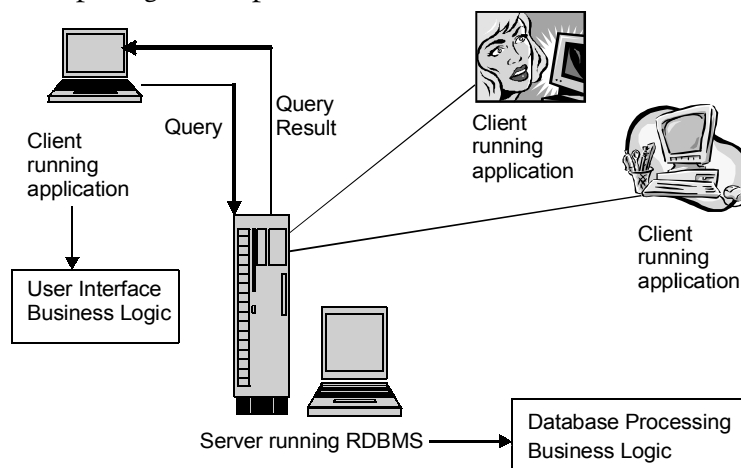 Query
Query
Result
Client
running
application
Client
running
application
Client
running
application
User Interface
Business Logic
Server running RDBMS
Database Processing
Business Logic